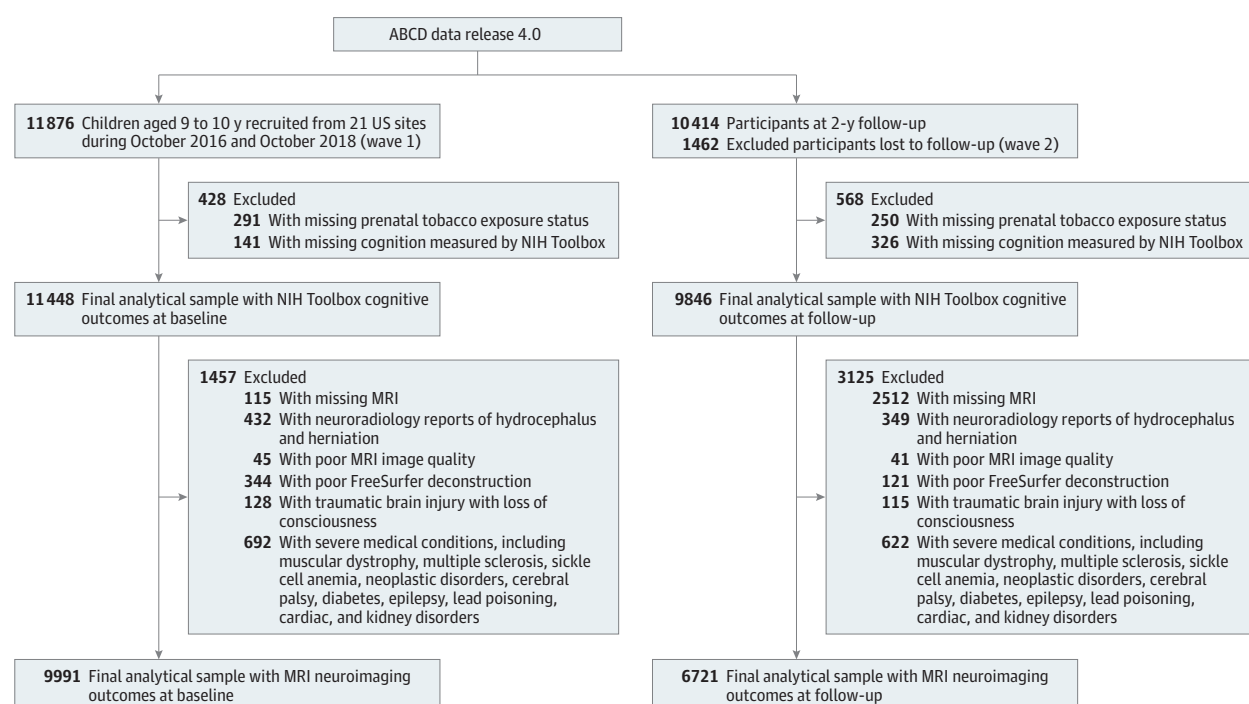 ABCD data release 4.0
11876 Children aged 9 to 10 y recruited from 21 US sites
during October 2016 and October 2018 (wave 1)
428 Excluded
291 With missing prenatal tobacco exposure status
141 With missing cognition measured by NIH Toolbox
11448 Final analytical sample with NIH Toolbox cognitive
outcomes at baseline
1457 Excluded
115 With missing MRI
432 With neuroradiology reports of hydrocephalus
and herniation
45 With poor MRI image quality
344 With poor FreeSurfer deconstruction
128 With traumatic brain injury with loss of
consciousness
692 With severe medical conditions, including
muscular dystrophy, multiple sclerosis, sickle
cell anemia, neoplastic disorders, cerebral
palsy, diabetes, epilepsy, lead poisoning,
cardiac, and kidney disorders
9991 Final analytical sample with MRI neuroimaging
outcomes at baseline
10414 Participants at 2-y follow-up
1462 Excluded participants lost to follow-up (wave 2)
568 Excluded
250 With missing prenatal tobacco exposure status
326 With missing cognition measured by NIH Toolbox
9846 Final analytical sample with NIH Toolbox cognitive
outcomes at follow-up
3125 Excluded
2512 With missing MRI
349 With neuroradiology reports of hydrocephalus
and herniation
41 With poor MRI image quality
121 With poor FreeSurfer deconstruction
115 With traumatic brain injury with loss of
consciousness
622 With severe medical conditions, including
muscular dystrophy, multiple sclerosis, sickle
cell anemia, neoplastic disorders, cerebral
palsy, diabetes, epilepsy, lead poisoning,
cardiac, and kidney disorders
6721 Final analytical sample with MRI neuroimaging
outcomes at follow-up